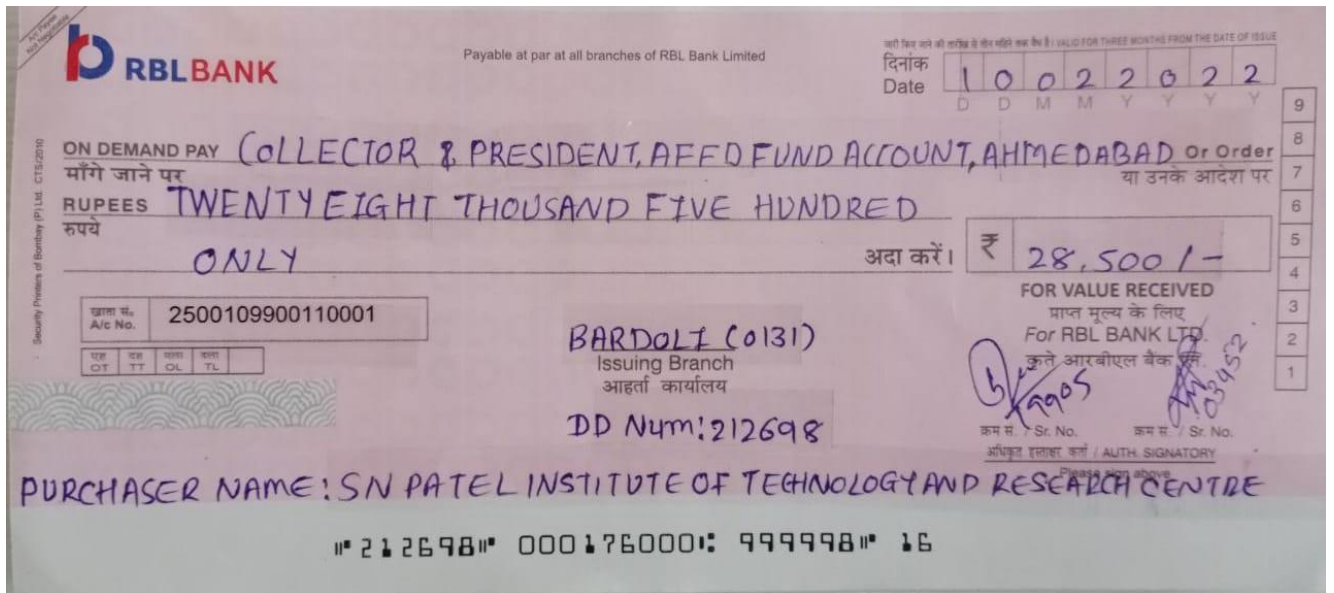 A/c Payee
Not Negotiable
RBLBANK
Payable at par at all branches of RBL Bank Limited
जारी किए जाने की तारीख से तीन महिने तक वैध है। VALID FOR THREE MONTHS FROM THE DATE OF ISSUE
दिनांक
Date 1 0 0 2 2 0 2 2
D D M M Y Y Y Y
ON DEMAND PAY COLLECTOR & PRESIDENT, AFFD FUND ACCOUNT, AHMEDABAD Or Order
माँगे जाने पर या उनके आदेश पर
RUPEES TWENTY EIGHT THOUSAND FIVE HUNDRED
रुपये
ONLY अदा करें। ₹ 28,500/-
खाता सं.
A/c No. 2500109900110001
OT TT OL TL
BARDOLI (0131)
Issuing Branch
आहर्ता कार्यालय
DD Num: 212698
FOR VALUE RECEIVED
प्राप्त मूल्य के लिए
For RBL BANK LTD.
कृते आरबीएल बैंक
03452
क्रम सं. / Sr. No. क्रम सं. / Sr. No.
अधिकृत हस्ताक्षर कर्ता / AUTH. SIGNATORY
Please sign above
PURCHASER NAME: SN PATEL INSTITUTE OF TECHNOLOGY AND RESEARCH CENTRE
⑈212698⑈ 000176000⑆ 999998⑈ 16
Security Printers of Bombay (P) Ltd. CTS/2010
9
8
7
6
5
4
3
2
1